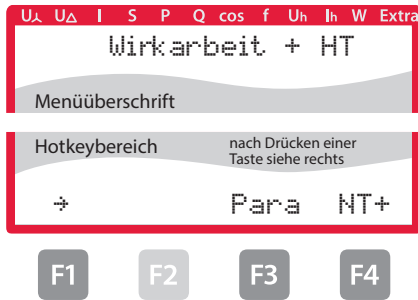 U⅄ U△ I S P Q cos f Uh Ih W Extra
Wirkarbeit + HT
Menüüberschrift
Hotkeybereich
nach Drücken einer
Taste siehe rechts
→ Para NT+
F1 F2 F3 F4